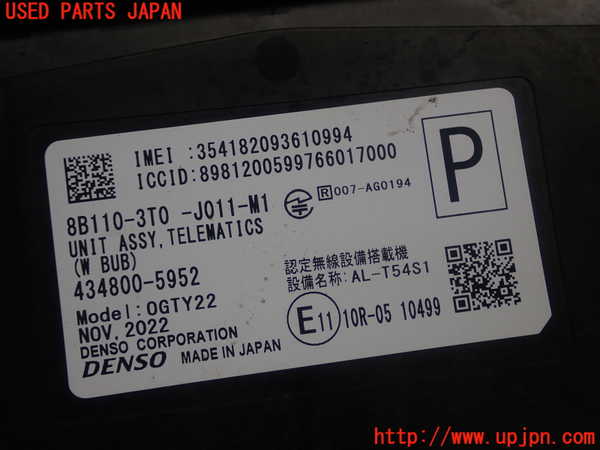 USED PARTS JAPAN
IMEI :354182093610994
ICCID:8981200599766017000
8B110-3T0 -J011-M1
R 007-AG0194
P
UNIT ASSY,TELEMATICS
(W BUB)
434800-5952
認定無線設備搭載機
設備名称:AL-T54S1
Model:0GTY22
NOV, 2022
E11 10R-05 10499
DENSO CORPORATION
DENSO MADE IN JAPAN
http://www.upjpn.com/